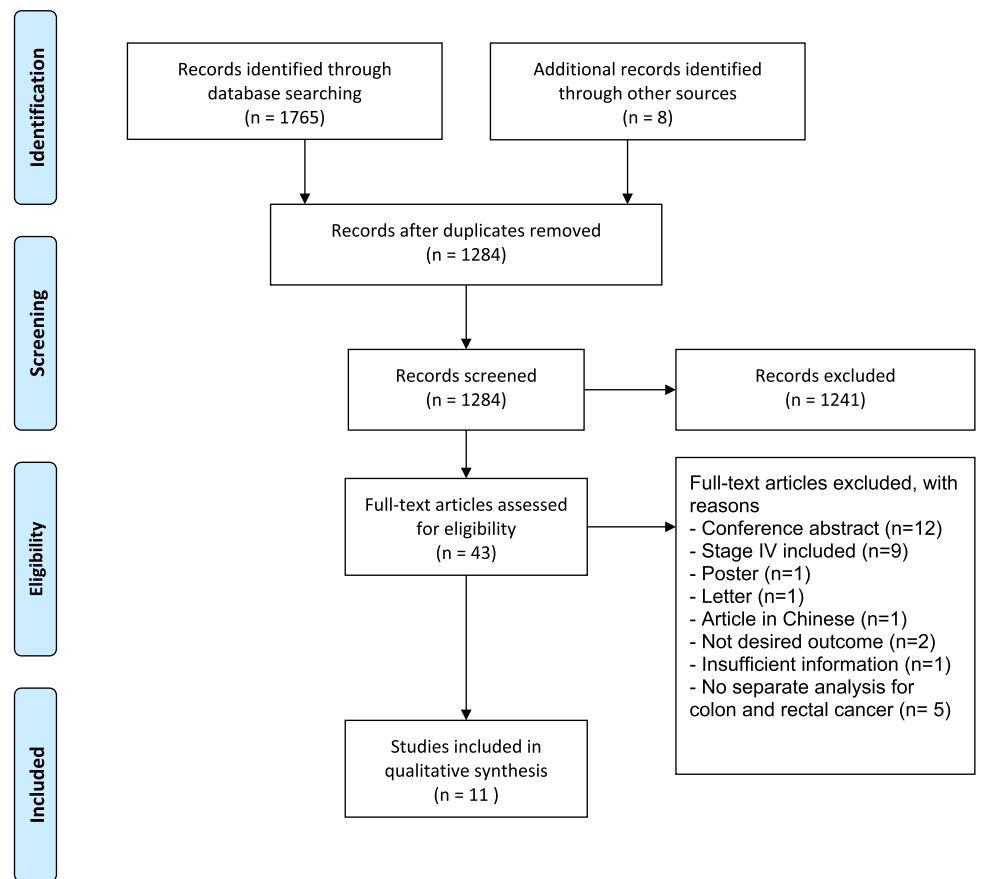 Identification
Records identified through
database searching
(n = 1765)
Additional records identified
through other sources
(n = 8)
Records after duplicates removed
(n = 1284)
Screening
Records screened
(n = 1284)
Records excluded
(n = 1241)
Eligibility
Full-text articles assessed
for eligibility
(n = 43)
Full-text articles excluded, with
reasons
- Conference abstract (n=12)
- Stage IV included (n=9)
- Poster (n=1)
- Letter (n=1)
- Article in Chinese (n=1)
- Not desired outcome (n=2)
- Insufficient information (n=1)
- No separate analysis for
colon and rectal cancer (n= 5)
Included
Studies included in
qualitative synthesis
(n = 11 )